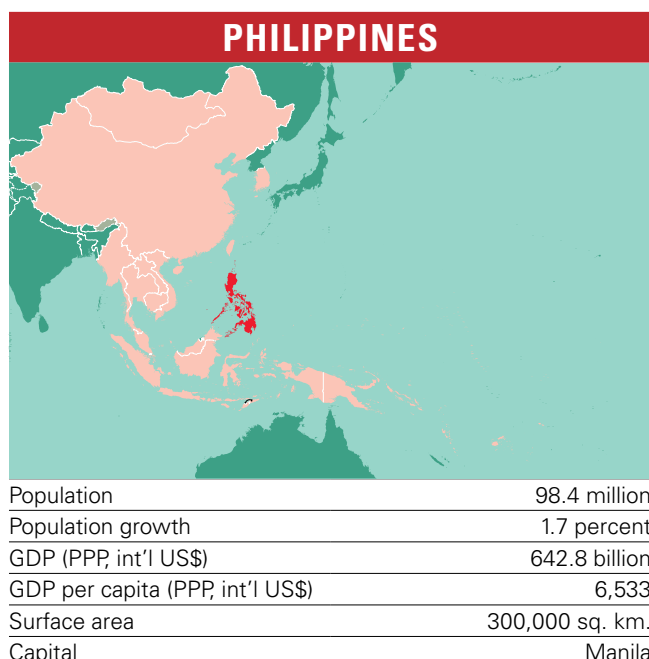 PHILIPPINES
Population 98.4 million
Population growth 1.7 percent
GDP (PPP, int'l US$) 642.8 billion
GDP per capita (PPP, int'l US$) 6,533
Surface area 300,000 sq. km.
Capital Manila